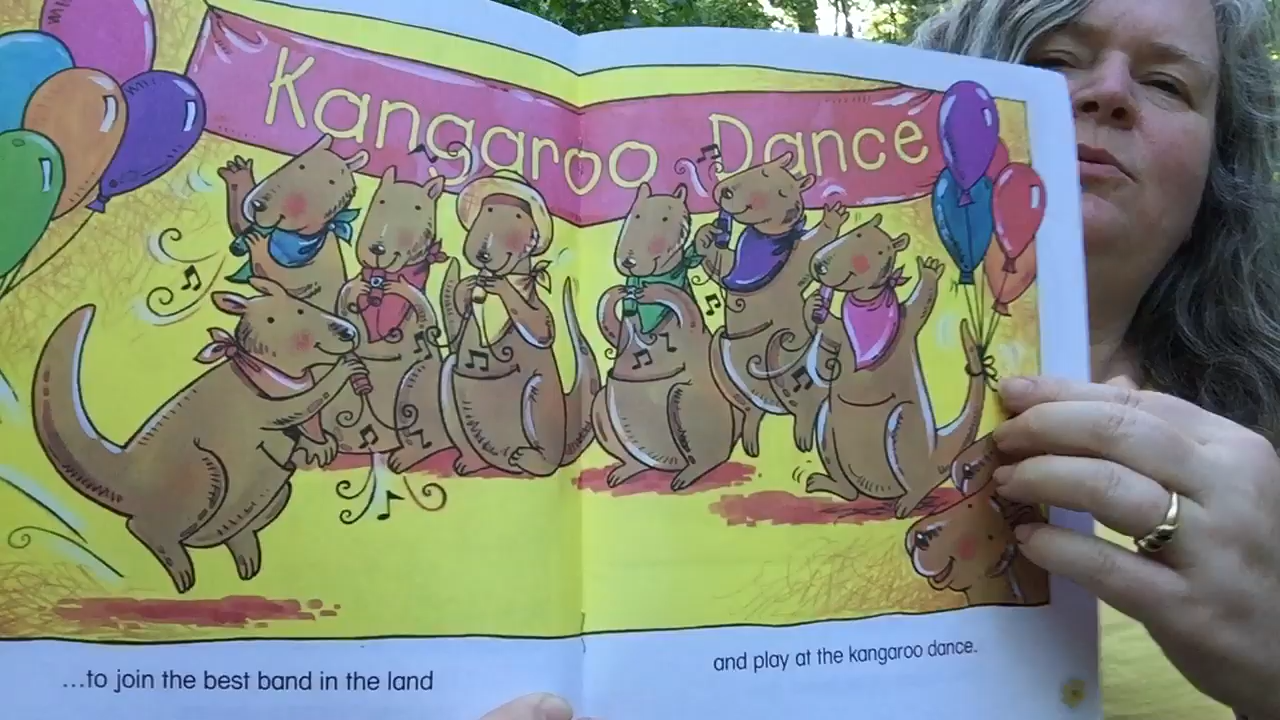 Kangaroo Dance
...to join the best band in the land
and play at the kangaroo dance.